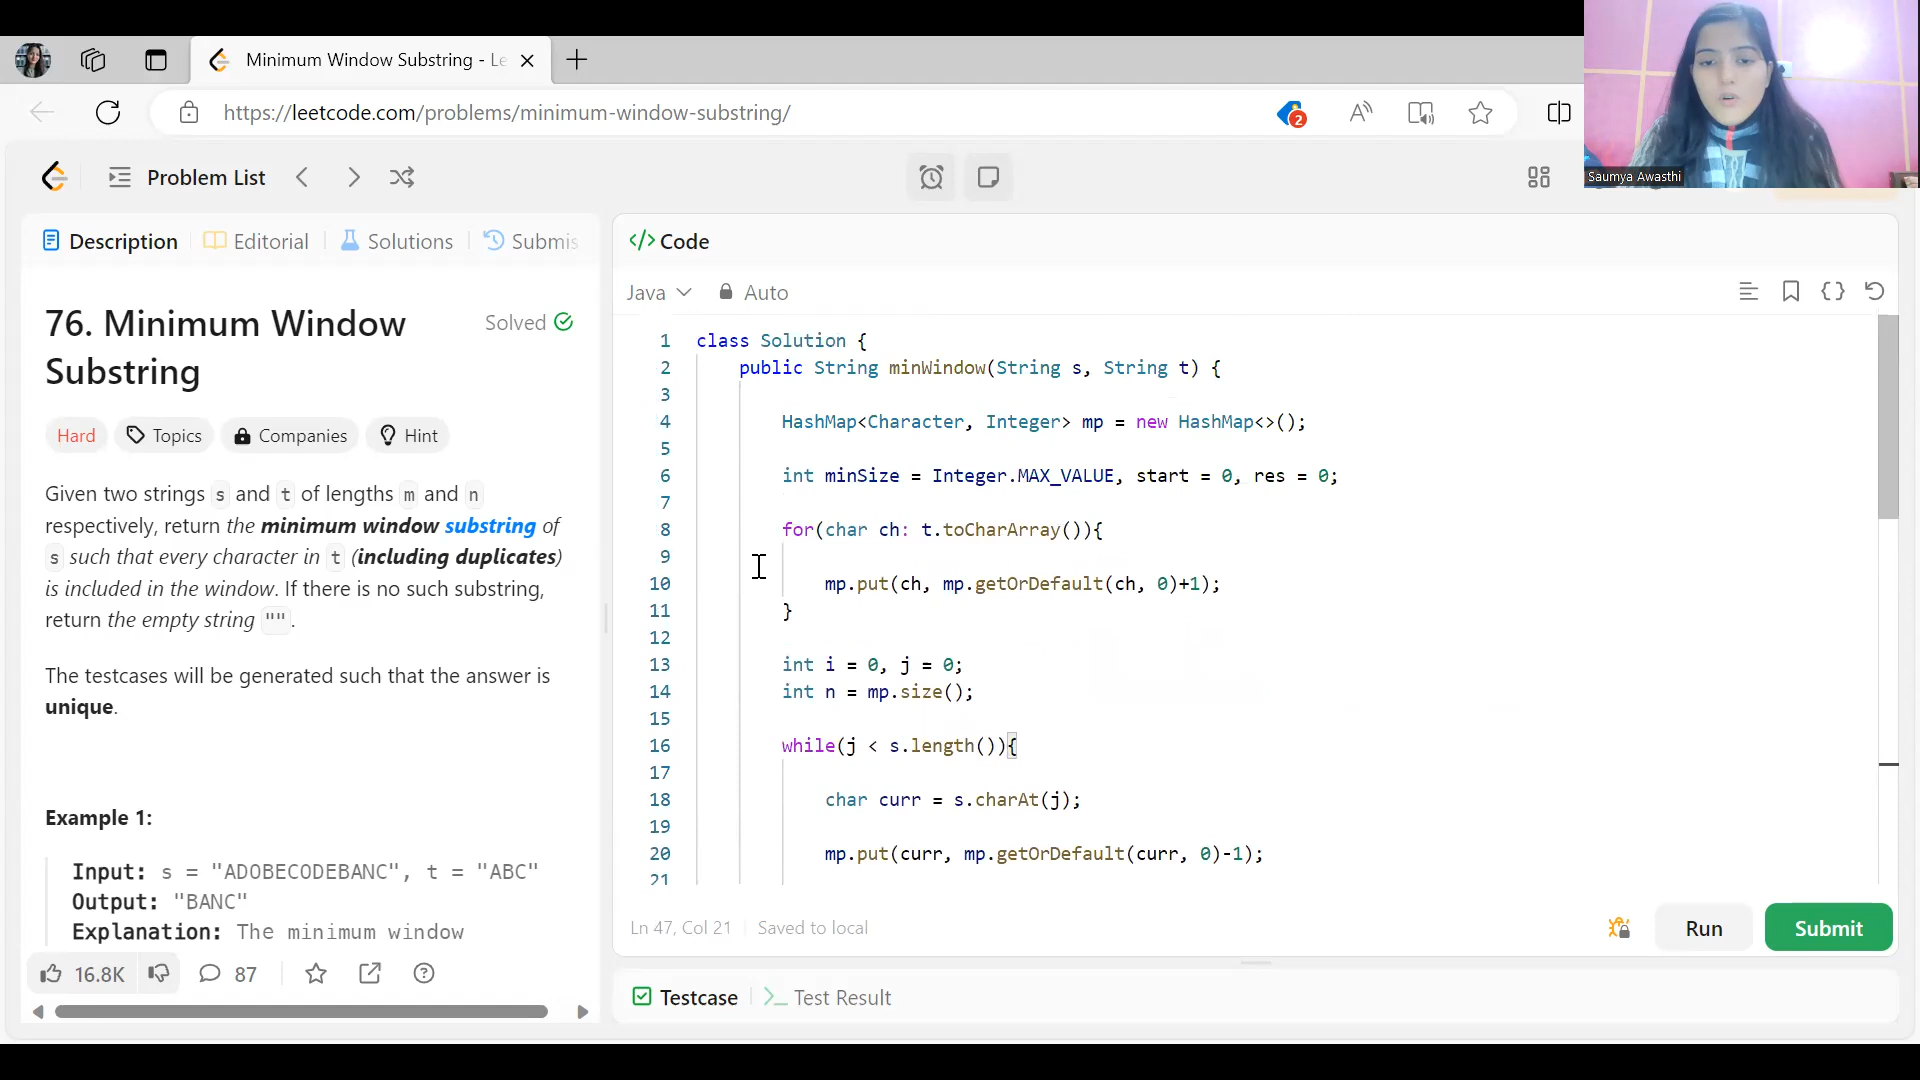 Minimum Window Substring - Le
https://leetcode.com/problems/minimum-window-substring/
2
Saumya Awasthi
Problem List
Description
Editorial
Solutions
Submis
76. Minimum Window
Substring
Solved
Hard
Topics
Companies
Hint
Given two strings s and t of lengths m and n
respectively, return the minimum window substring of
s such that every character in t (including duplicates)
is included in the window. If there is no such substring,
return the empty string "".
The testcases will be generated such that the answer is
unique.
Example 1:
Input: s = "ADOBECODEBANC", t = "ABC"
Output: "BANC"
Explanation: The minimum window
16.8K
87
</> Code
Java
Auto
1 class Solution {
2 public String minWindow(String s, String t) {
3
4 HashMap<Character, Integer> mp = new HashMap<>();
5
6 int minSize = Integer.MAX_VALUE, start = 0, res = 0;
7
8 for(char ch: t.toCharArray()){
9
10 mp.put(ch, mp.getOrDefault(ch, 0)+1);
11 }
12
13 int i = 0, j = 0;
14 int n = mp.size();
15
16 while(j < s.length()){
17
18 char curr = s.charAt(j);
19
20 mp.put(curr, mp.getOrDefault(curr, 0)-1);
21
Ln 47, Col 21
Saved to local
Run
Submit
Testcase
Test Result